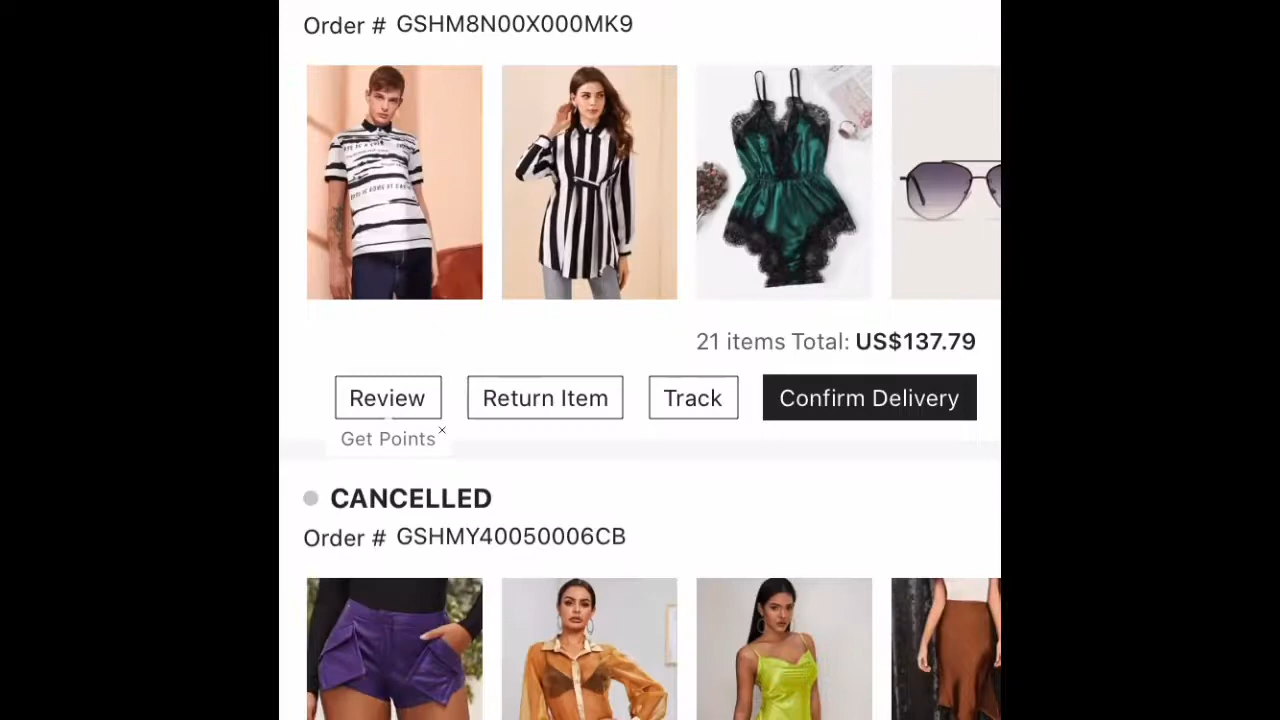 Order # GSHM8N00X000MK9
21 items Total: US$137.79
Review
Return Item
Track
Confirm Delivery
Get Points
×
CANCELLED
Order # GSHMY40050006CB